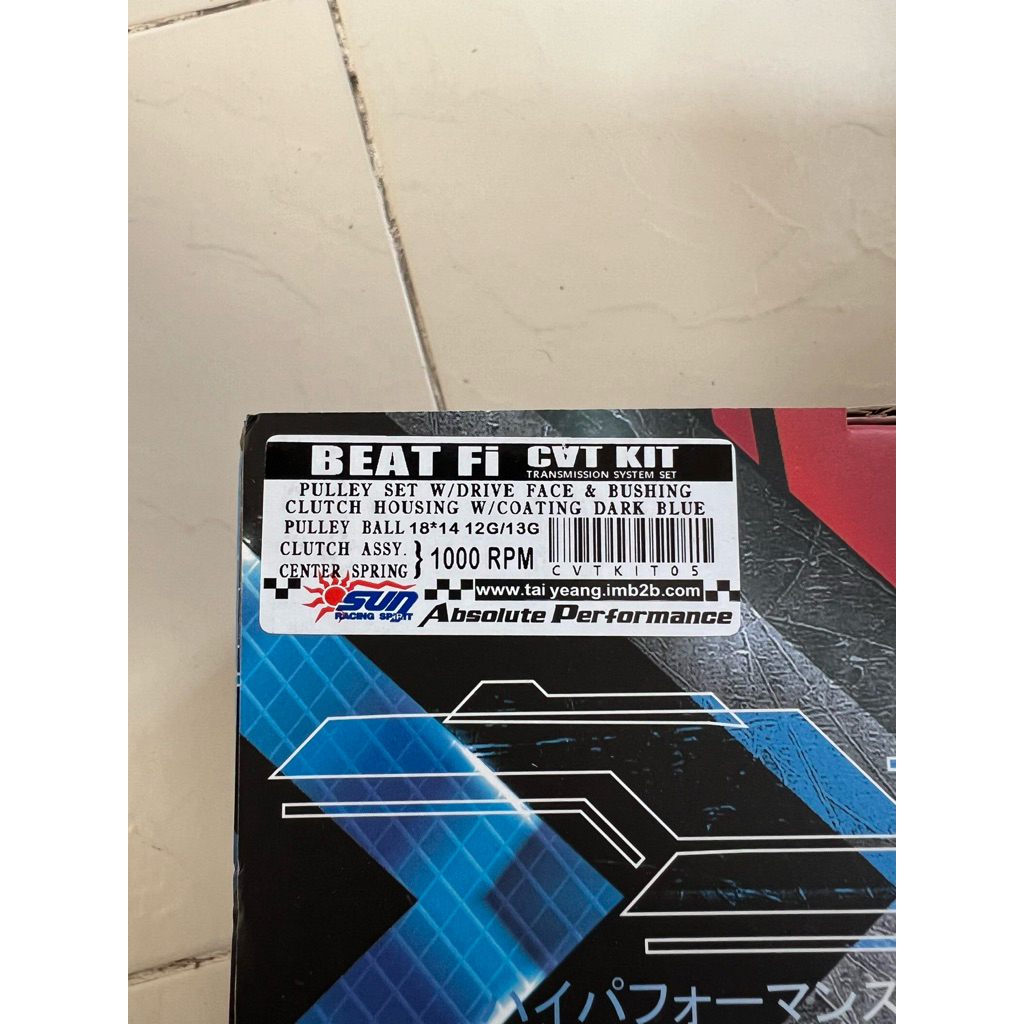 BEAT Fi CVT KIT
TRANSMISSION SYSTEM SET
PULLEY SET W/DRIVE FACE & BUSHING
CLUTCH HOUSING W/COATING DARK BLUE
PULLEY BALL 18*14 12G/13G
CLUTCH ASSY.
CENTER SPRING } 1000 RPM
CVTKIT05
www.taiyeang.imb2b.com
SUN
RACING SPIRIT
Absolute Performance
ハイパフォーマンス